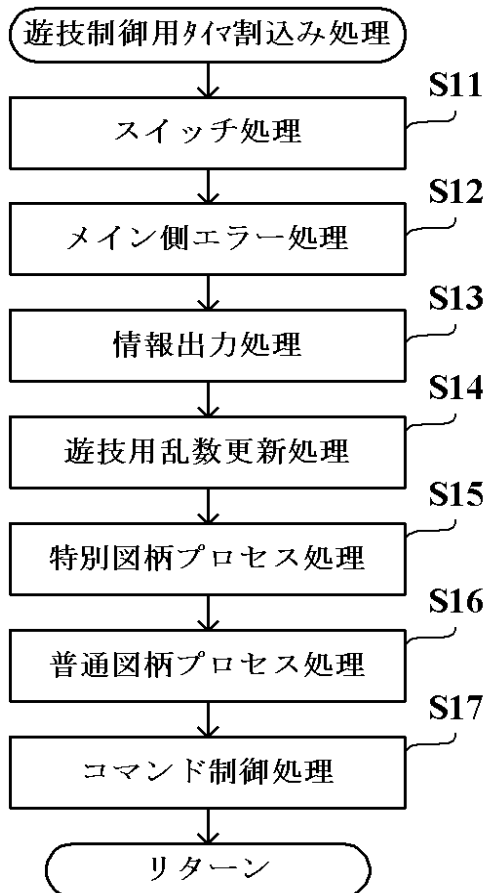 遊技制御用ﾀｲﾏ割込み処理
S11
スイッチ処理
S12
メイン側エラー処理
S13
情報出力処理
S14
遊技用乱数更新処理
S15
特別図柄プロセス処理
S16
普通図柄プロセス処理
S17
コマンド制御処理
リターン